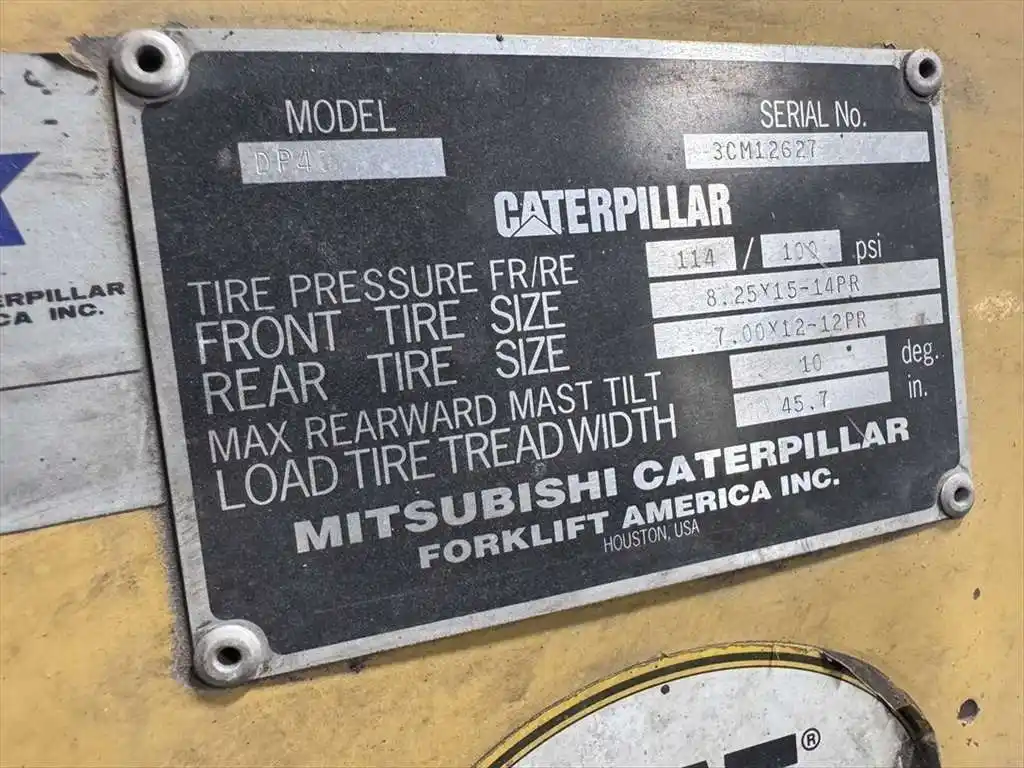 MODEL
SERIAL No.
DP40
3CM12627
CATERPILLAR
TIRE PRESSURE FR/RE 114 / 100 psi
FRONT TIRE SIZE 8.25X15-14PR
REAR TIRE SIZE 7.00X12-12PR
MAX REARWARD MAST TILT 10 deg.
LOAD TIRE TREAD WIDTH 45.7 in.
MITSUBISHI CATERPILLAR
FORKLIFT AMERICA INC.
HOUSTON, USA
ERPILLAR
CA INC.
®